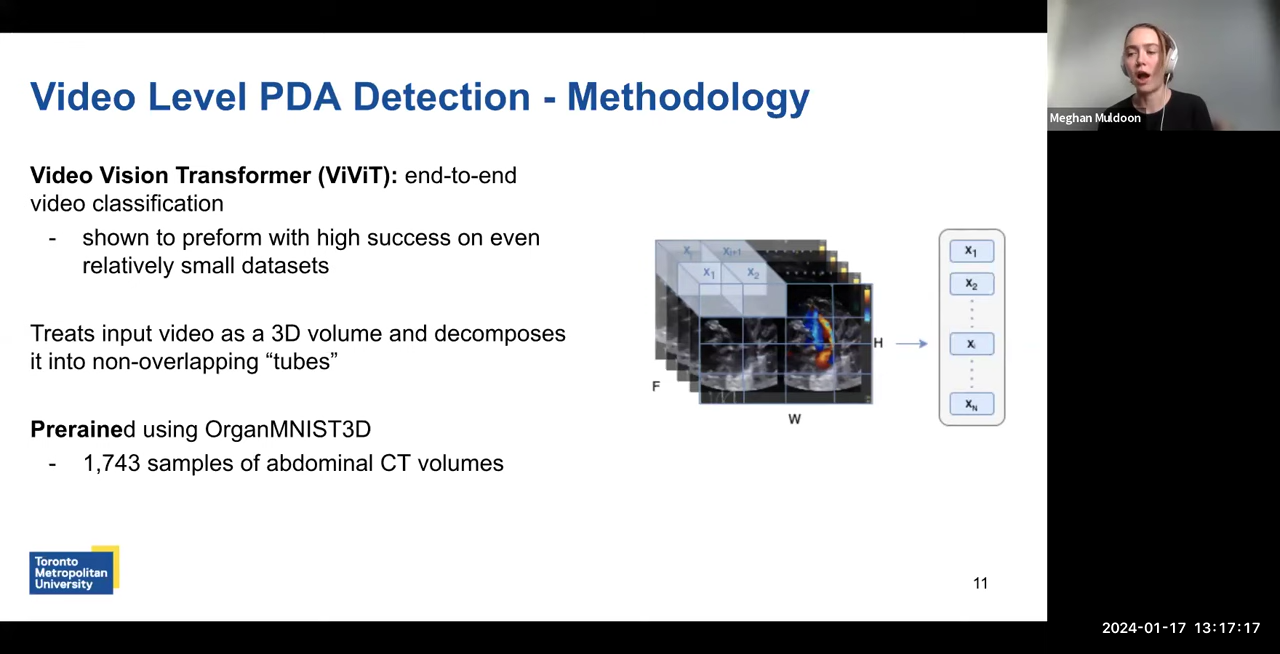 Video Level PDA Detection - Methodology
Meghan Muldoon
Video Vision Transformer (ViViT): end-to-end
video classification
- shown to preform with high success on even
relatively small datasets
Treats input video as a 3D volume and decomposes
it into non-overlapping “tubes”
Prerained using OrganMNIST3D
- 1,743 samples of abdominal CT volumes
Xi+1
X1 X2
F
H
W
X1
X2
Xi
XN
Toronto
Metropolitan
University
11
2024-01-17 13:17:17